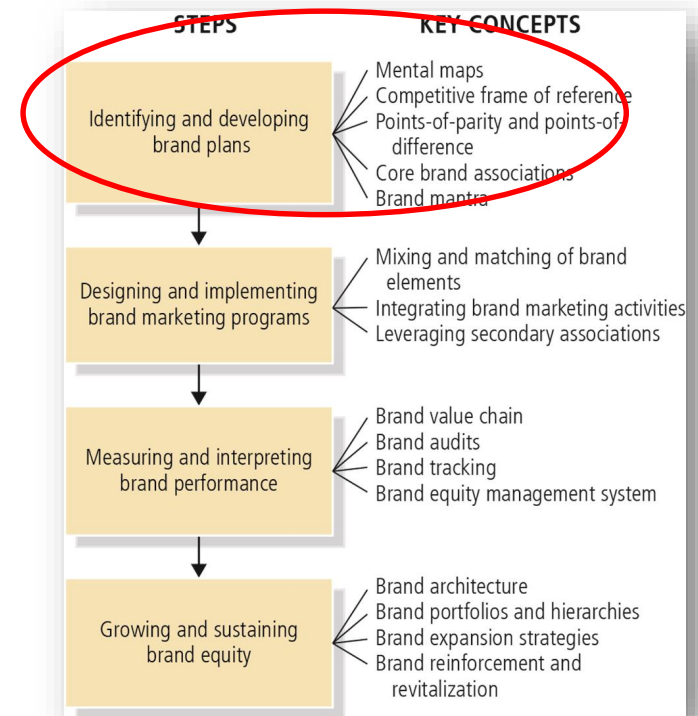 STEPS
KEY CONCEPTS
Identifying and developing
brand plans
Mental maps
Competitive frame of reference
Points-of-parity and points-of-
difference
Core brand associations
Brand mantra
Designing and implementing
brand marketing programs
Mixing and matching of brand
elements
Integrating brand marketing activities
Leveraging secondary associations
Measuring and interpreting
brand performance
Brand value chain
Brand audits
Brand tracking
Brand equity management system
Growing and sustaining
brand equity
Brand architecture
Brand portfolios and hierarchies
Brand expansion strategies
Brand reinforcement and
revitalization